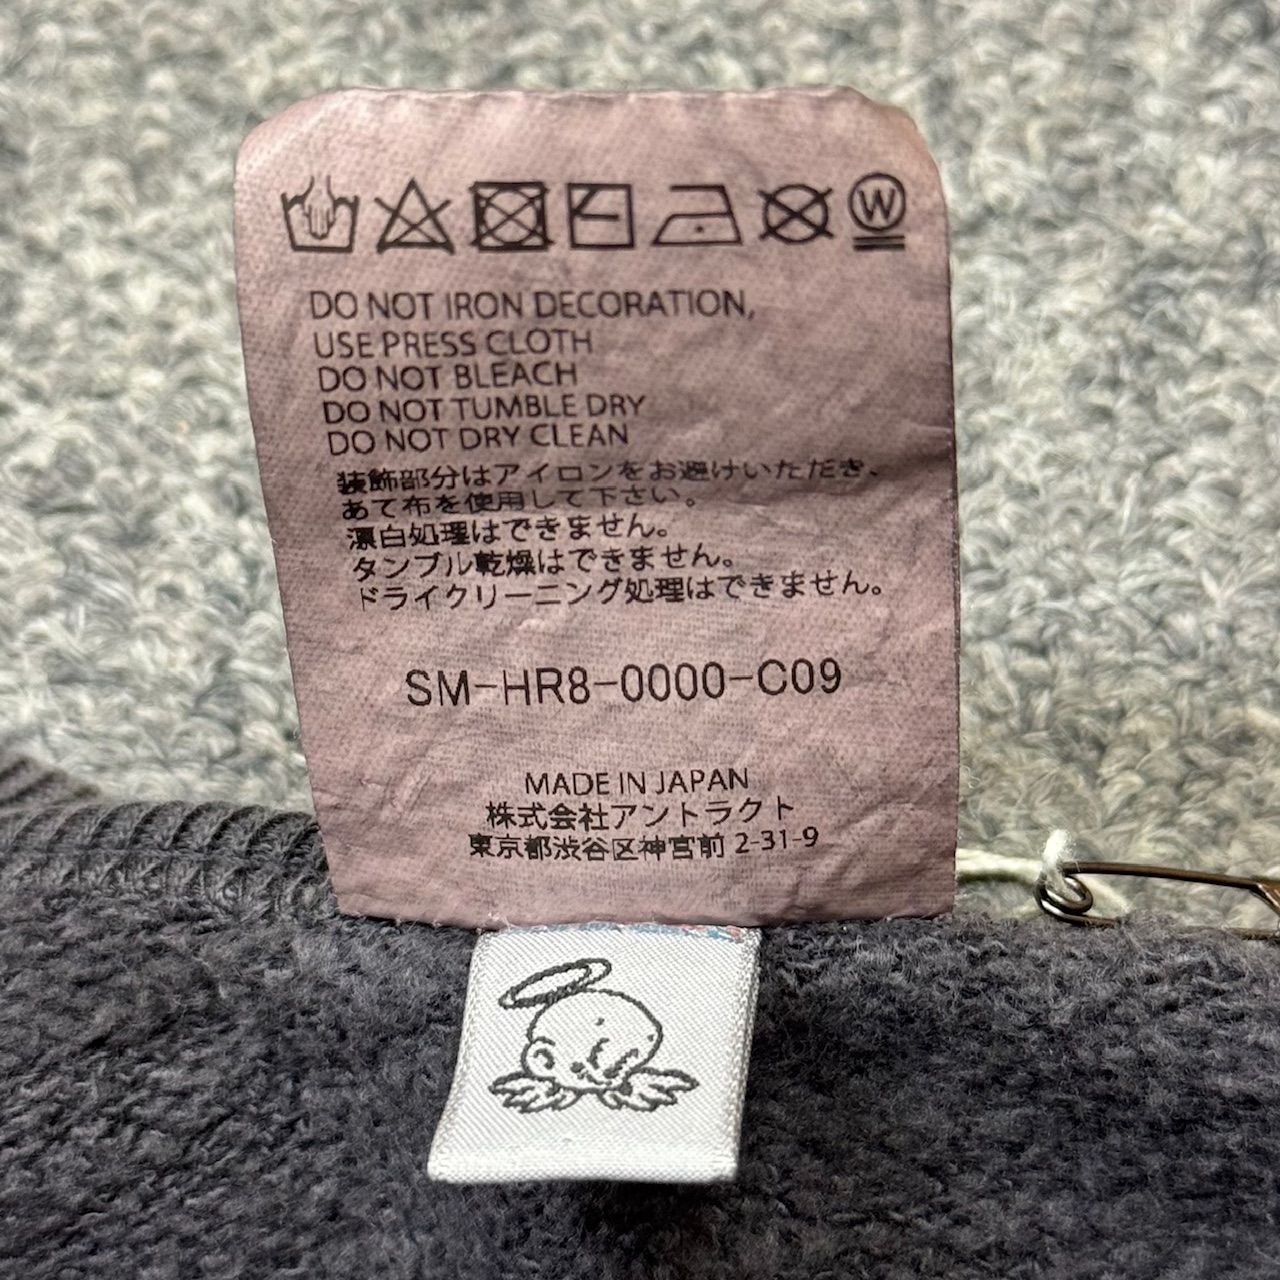 W
DO NOT IRON DECORATION,
USE PRESS CLOTH
DO NOT BLEACH
DO NOT TUMBLE DRY
DO NOT DRY CLEAN
装飾部分はアイロンをお避けいただき、
あて布を使用して下さい。
漂白処理はできません。
タンブル乾燥はできません。
ドライクリーニング処理はできません。
SM-HR8-0000-C09
MADE IN JAPAN
株式会社アントラクト
東京都渋谷区神宮前 2-31-9